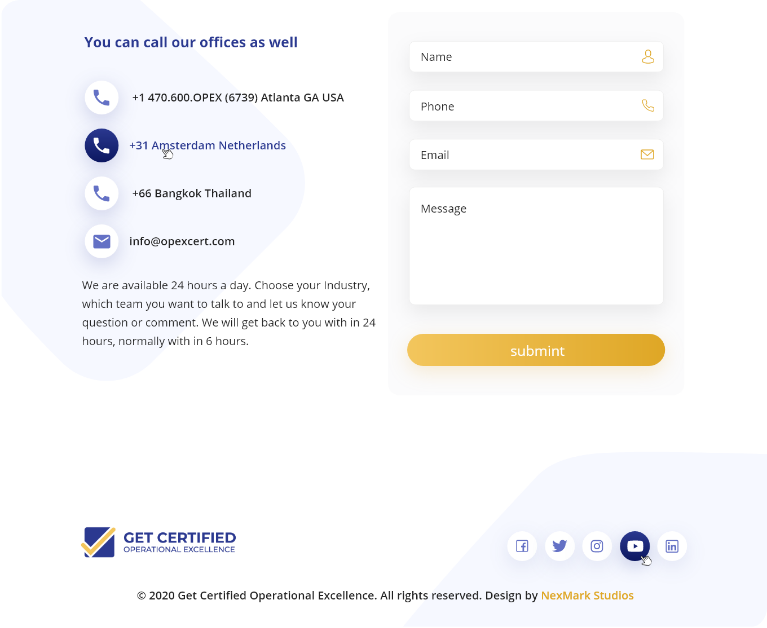 You can call our offices as well
+1 470.600.OPEX (6739) Atlanta GA USA
+31 Amsterdam Netherlands
+66 Bangkok Thailand
info@opexcert.com
We are available 24 hours a day. Choose your Industry,
which team you want to talk to and let us know your
question or comment. We will get back to you with in 24
hours, normally with in 6 hours.
Name
Phone
Email
Message
submint
GET CERTIFIED
OPERATIONAL EXCELLENCE
© 2020 Get Certified Operational Excellence. All rights reserved. Design by NexMark Studios